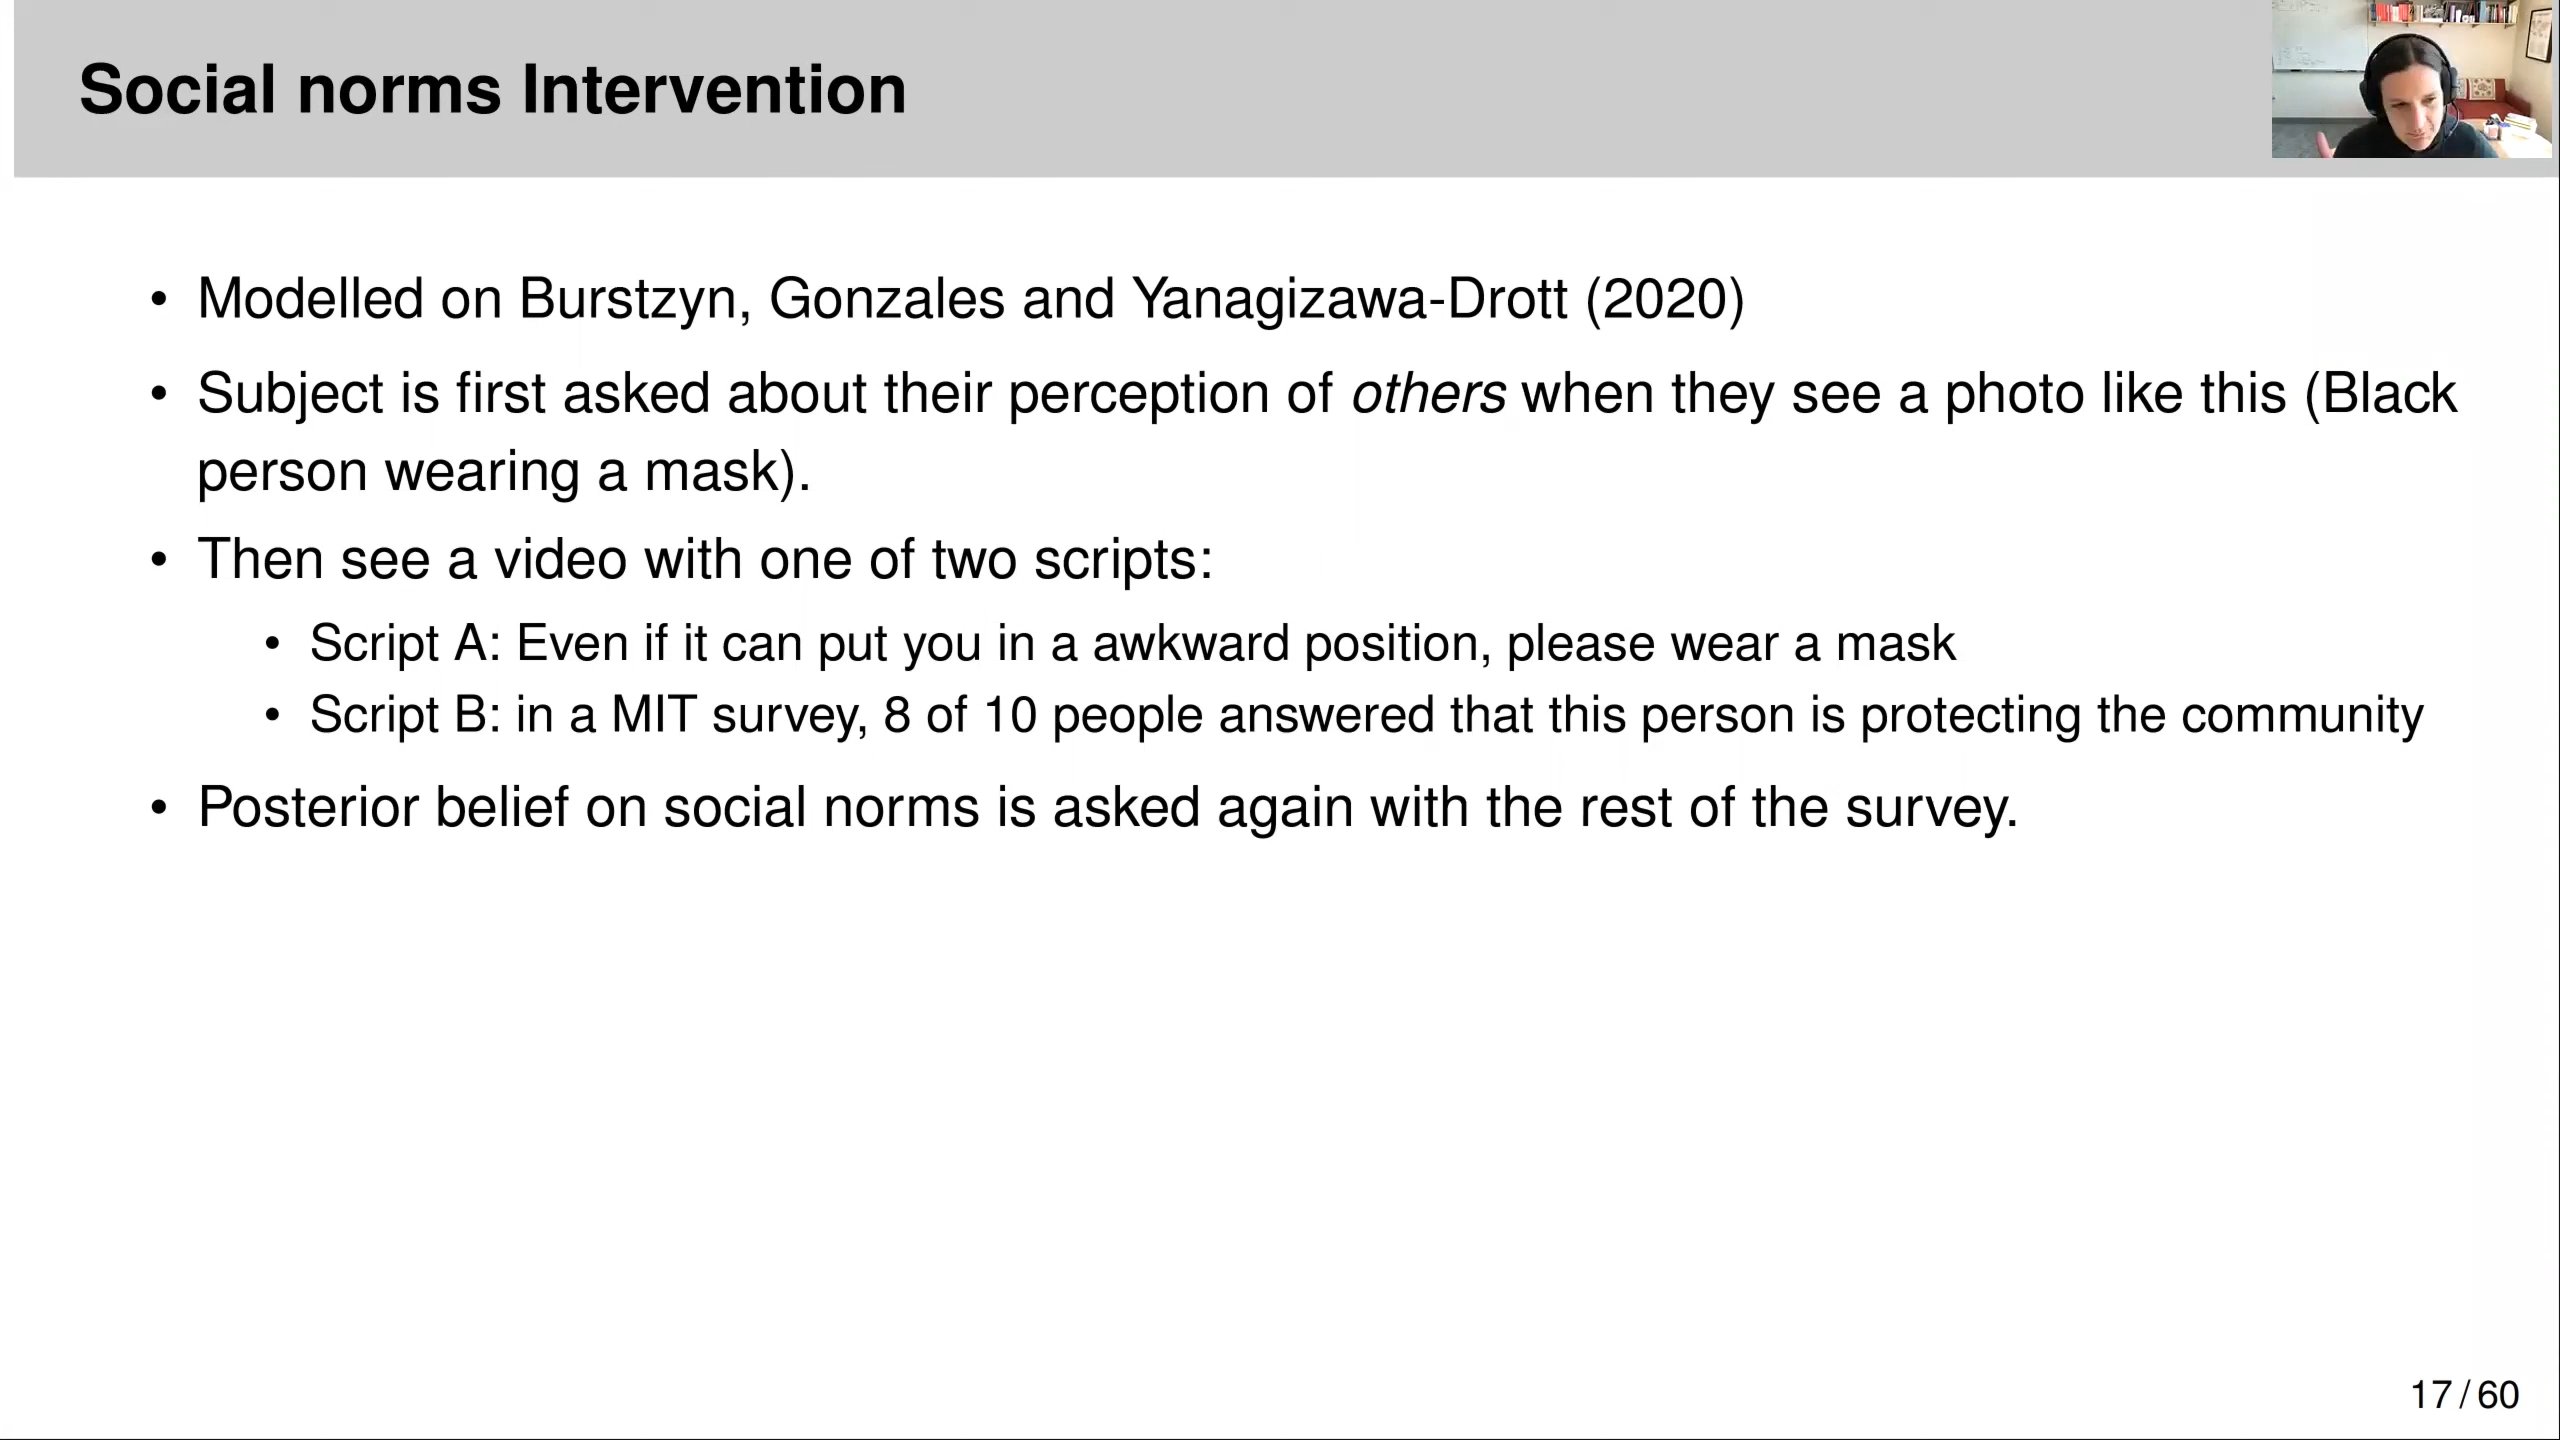 Social norms Intervention
• Modelled on Burstzyn, Gonzales and Yanagizawa-Drott (2020)
• Subject is first asked about their perception of others when they see a photo like this (Black
person wearing a mask).
• Then see a video with one of two scripts:
• Script A: Even if it can put you in a awkward position, please wear a mask
• Script B: in a MIT survey, 8 of 10 people answered that this person is protecting the community
• Posterior belief on social norms is asked again with the rest of the survey.
17 / 60